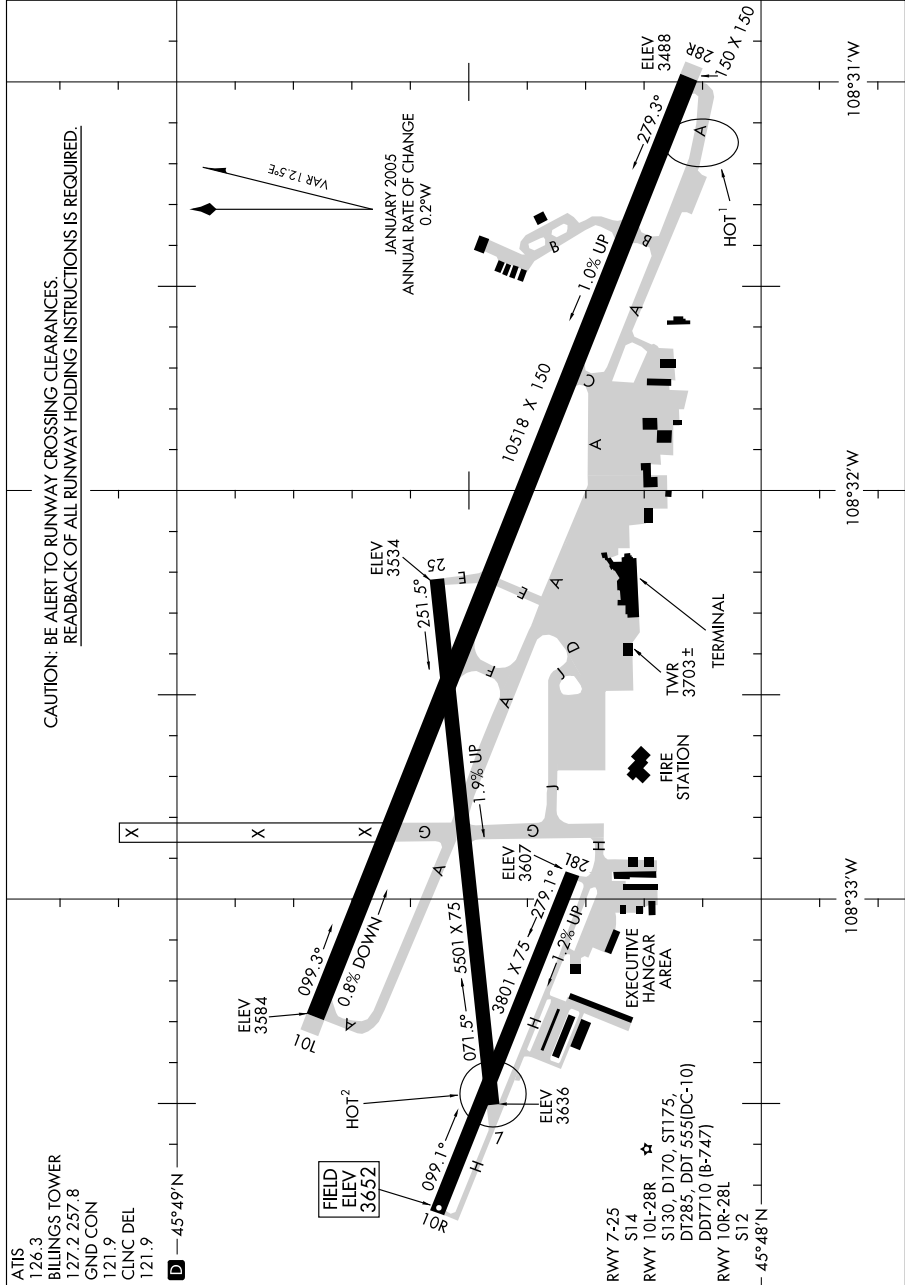 ATIS
126.3
BILLINGS TOWER
127.2 257.8
GND CON
121.9
CLNC DEL
121.9
D
45°49'N
CAUTION: BE ALERT TO RUNWAY CROSSING CLEARANCES.
READBACK OF ALL RUNWAY HOLDING INSTRUCTIONS IS REQUIRED.
VAR 12.5°E
JANUARY 2005
ANNUAL RATE OF CHANGE
0.2°W
X
X
X
ELEV
3584
10L
099.3°
0.8% DOWN
A
A
G
G
A
F
ELEV
3534
25
251.5°
E
E
A
10518 X 150
1.0% UP
B
B
279.3°
ELEV
3488
28R
150 X 150
A
HOT 1
A
C
A
D
J
J
1.9% UP
5501 X 75
071.5°
HOT 2
FIELD
ELEV
3652
10R
099.1°
H
7
ELEV
3636
3801 X 75
279.1°
1.2% UP
ELEV
3607
28L
H
H
EXECUTIVE
HANGAR
AREA
FIRE
STATION
TWR
3703±
TERMINAL
RWY 7-25
S14
RWY 10L-28R
S130, D170, ST175,
DT285, DDT 555(DC-10)
DDT710 (B-747)
RWY 10R-28L
S12
45°48'N
108°33'W
108°32'W
108°31'W